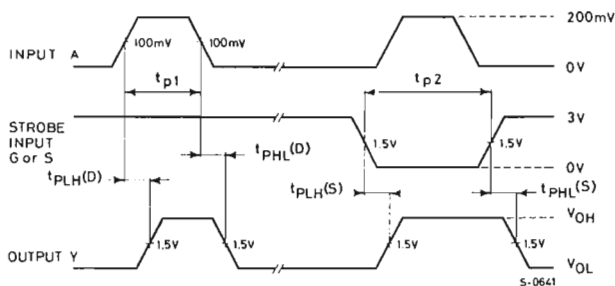 200mV
INPUT A
100mV
100mV
0V
tp1
tp2
STROBE
INPUT
G or S
3V
1.5V
1.5V
0V
tPHL(D)
tPLH(D)
tPLH(S)
tPHL(S)
VOH
1.5V
1.5V
1.5V
1.5V
OUTPUT Y
VOL
S-0641